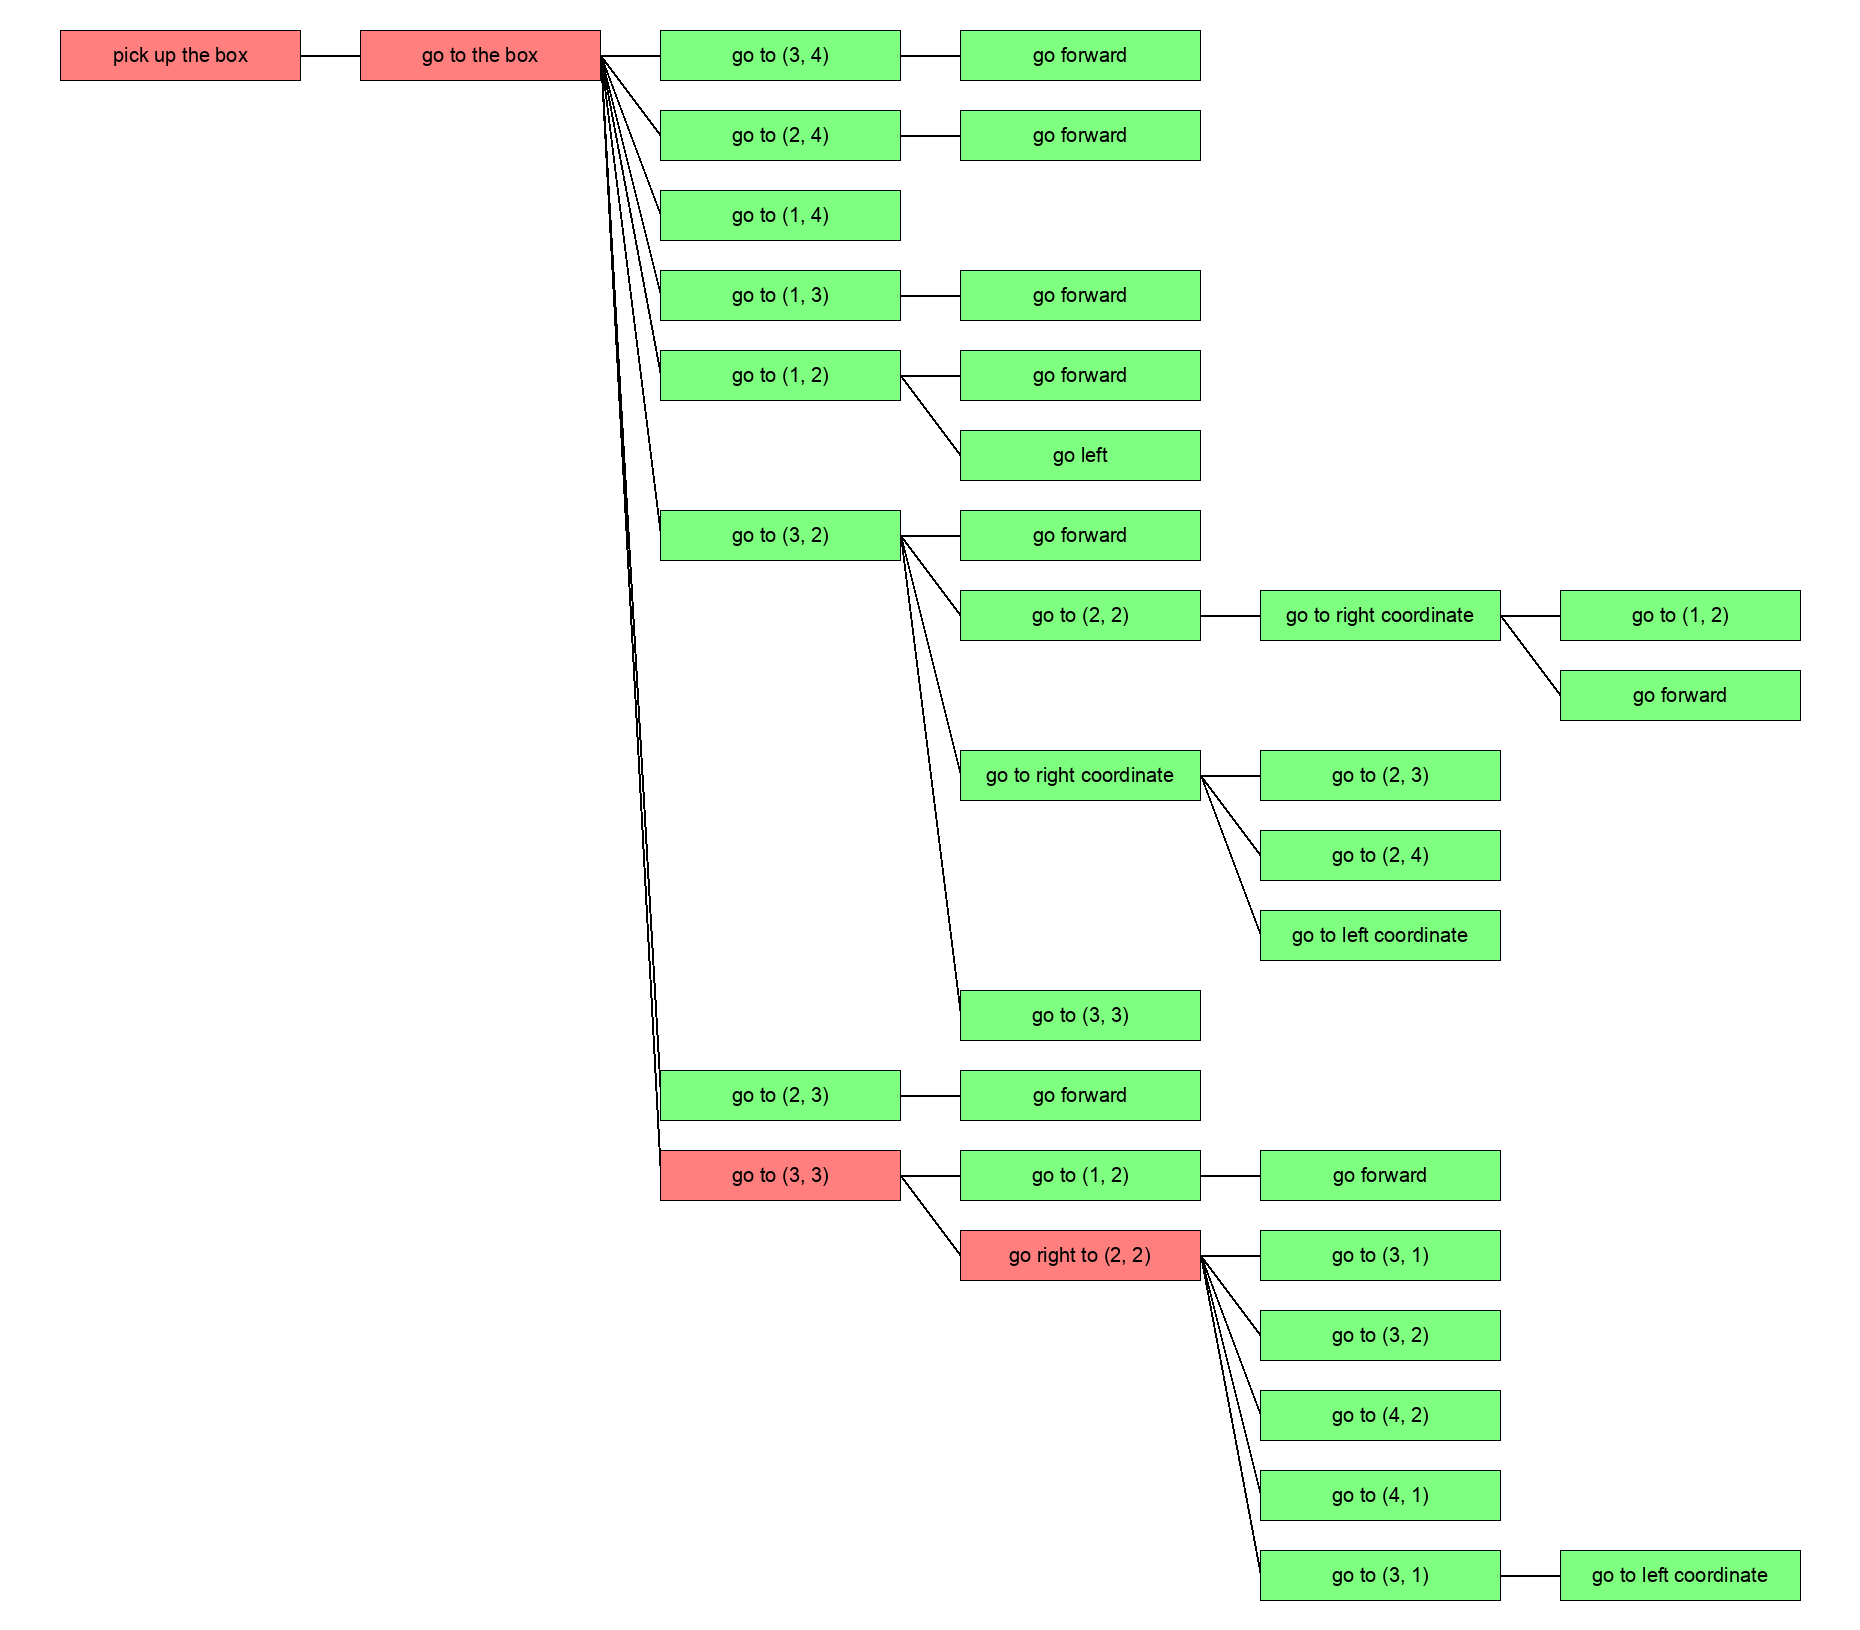 pick up the box
go to the box
go to (3, 4)
go forward
go to (2, 4)
go forward
go to (1, 4)
go to (1, 3)
go forward
go to (1, 2)
go forward
go left
go to (3, 2)
go forward
go to (2, 2)
go to right coordinate
go to (1, 2)
go forward
go to right coordinate
go to (2, 3)
go to (2, 4)
go to left coordinate
go to (3, 3)
go to (2, 3)
go forward
go to (3, 3)
go to (1, 2)
go forward
go right to (2, 2)
go to (3, 1)
go to (3, 2)
go to (4, 2)
go to (4, 1)
go to (3, 1)
go to left coordinate